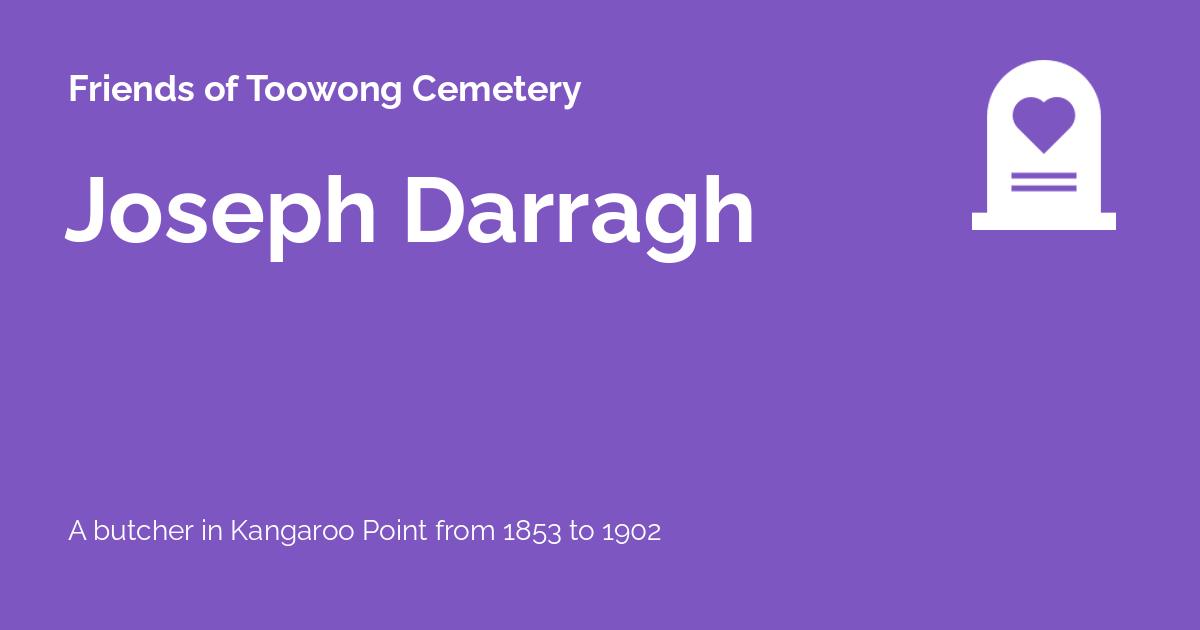 Friends of Toowong Cemetery
Joseph Darragh
A butcher in Kangaroo Point from 1853 to 1902